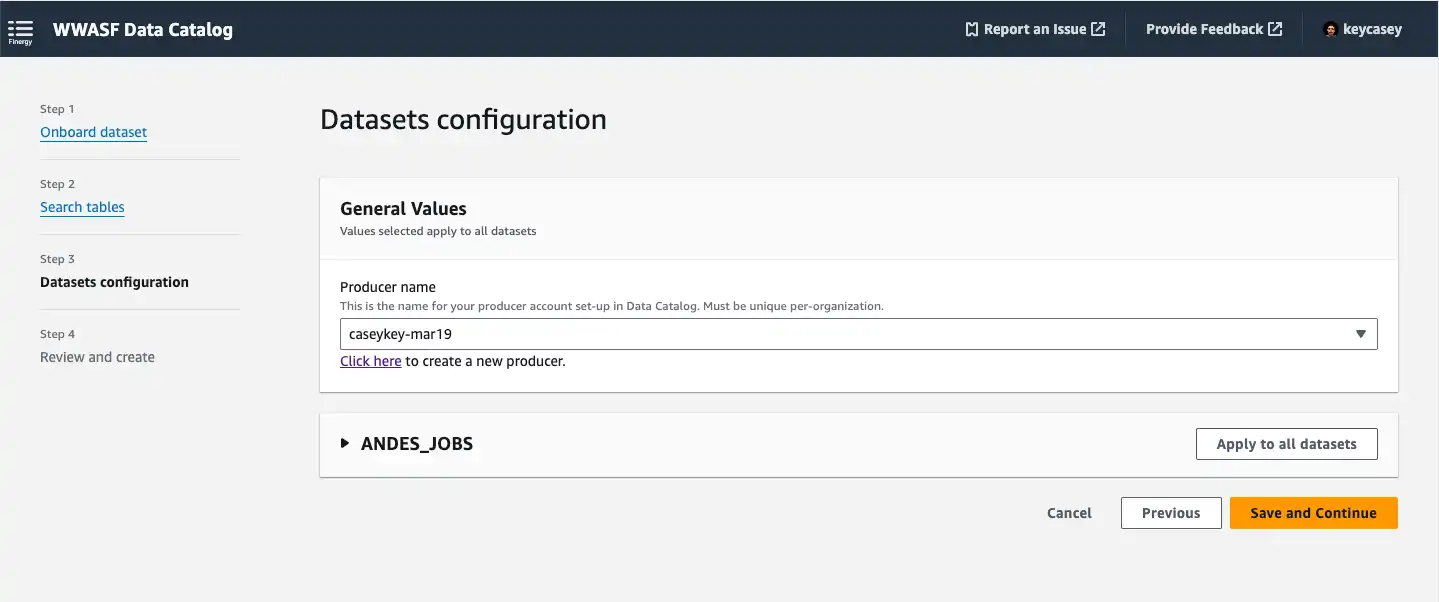 Finergy
WWASF Data Catalog
Report an Issue
Provide Feedback
keycasey
Step 1
Onboard dataset
Step 2
Search tables
Step 3
Datasets configuration
Step 4
Review and create
Datasets configuration
General Values
Values selected apply to all datasets
Producer name
This is the name for your producer account set-up in Data Catalog. Must be unique per-organization.
caseykey-mar19
Click here to create a new producer.
ANDES_JOBS
Apply to all datasets
Cancel
Previous
Save and Continue